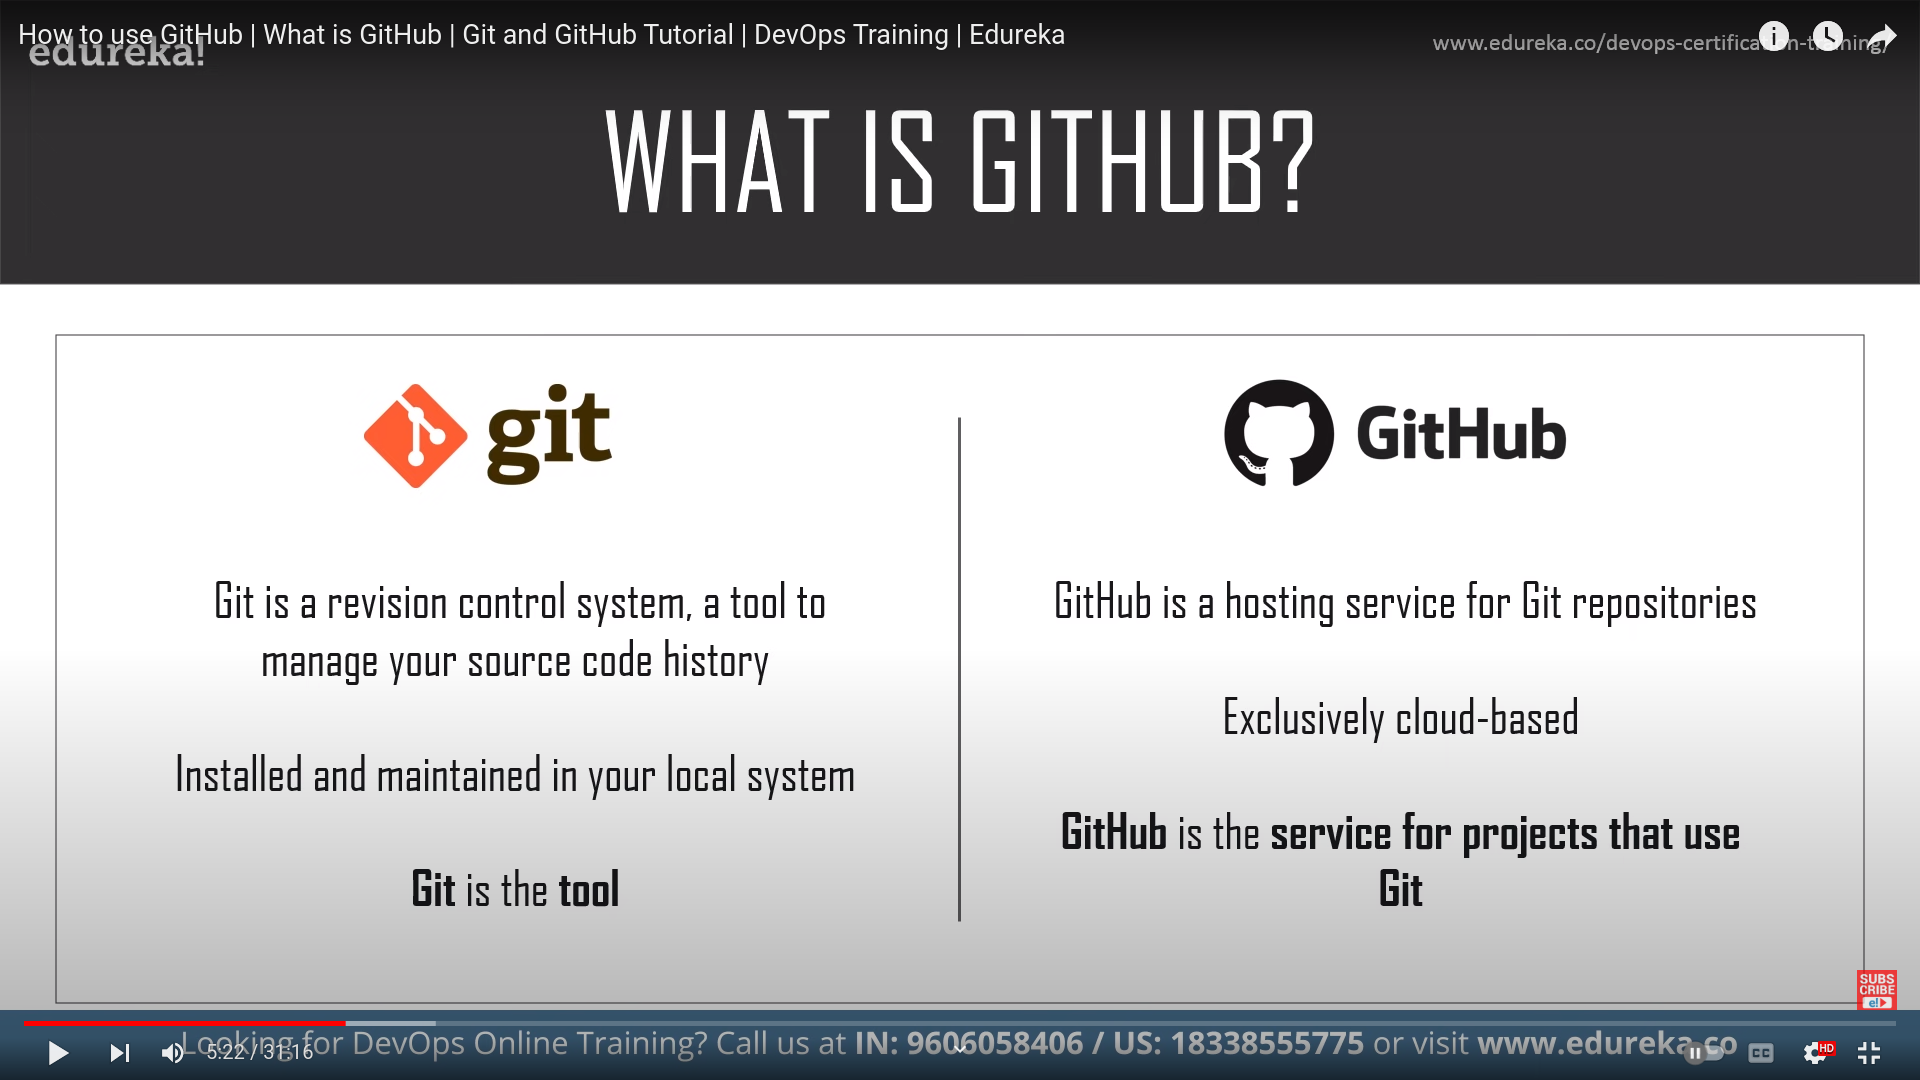 How to use GitHub | What is GitHub | Git and GitHub Tutorial | DevOps Training | Edureka
edureka!
www.edureka.co/devops-certification-training/
WHAT IS GITHUB?
git
Git is a revision control system, a tool to
manage your source code history
Installed and maintained in your local system
Git is the tool
GitHub
GitHub is a hosting service for Git repositories
Exclusively cloud-based
GitHub is the service for projects that use
Git
SUBS
CRIBE
e!
Looking for DevOps Online Training? Call us at IN: 9606058406 / US: 18338555775 or visit www.edureka.co
5:22 / 31:16
CC
HD